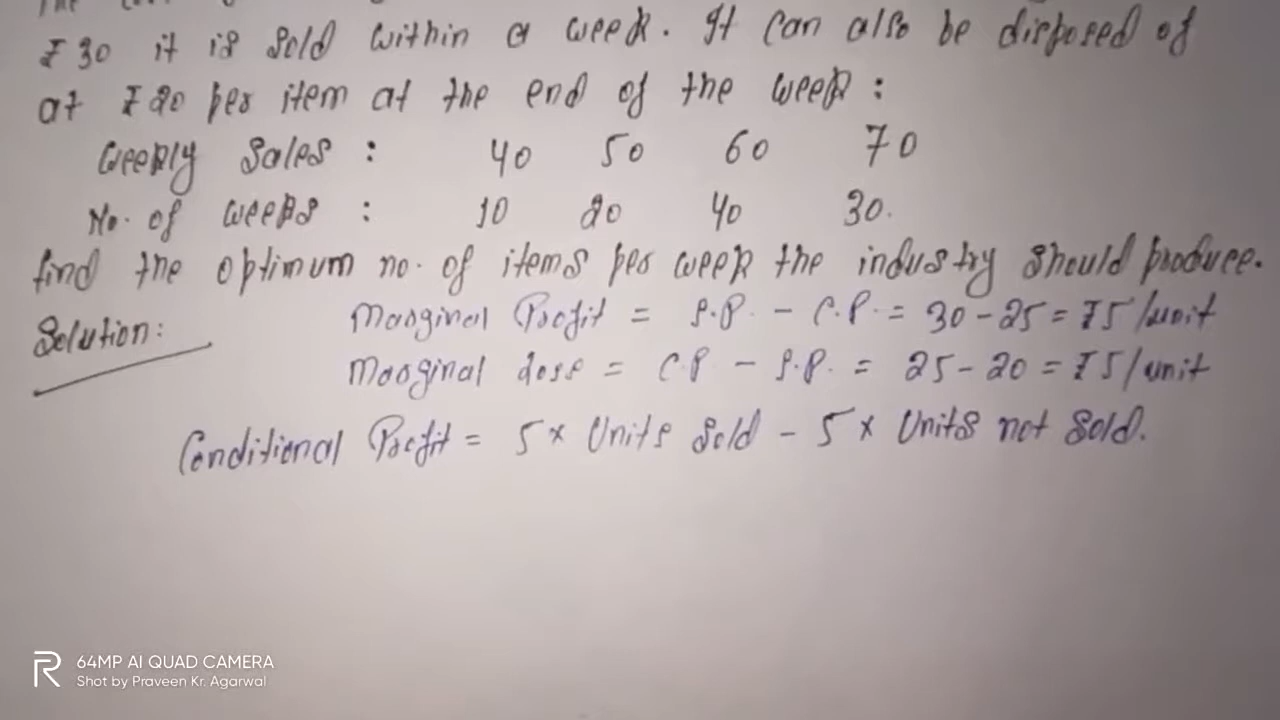 The
₹30 it is sold within a week. It can also be disposed of
at ₹20 per item at the end of the week :
Weekly Sales : 40 50 60 70
No. of weeks : 10 20 40 30.
find the optimum no. of items per week the industry should produce.
Solution: Marginal Profit = S.P. - C.P. = 30 - 25 = ₹5/unit
Marginal Loss = C.P - S.P. = 25 - 20 = ₹5/unit
Conditional Profit = 5 × Units Sold - 5 × Units not Sold.
64MP AI QUAD CAMERA
Shot by Praveen Kr. Agarwal